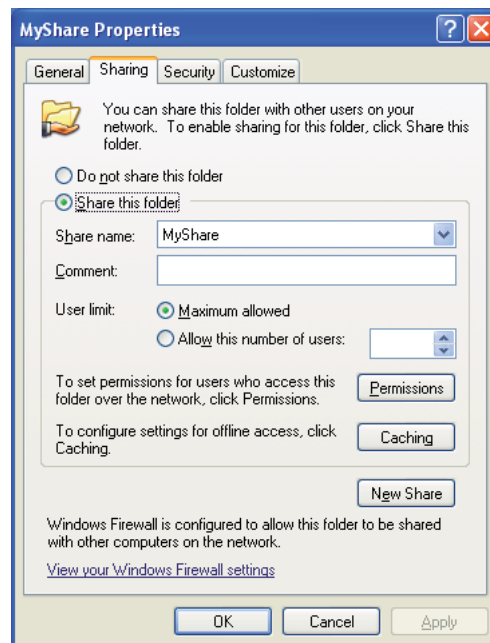 MyShare Properties
General Sharing Security Customize
You can share this folder with other users on your
network. To enable sharing for this folder, click Share this
folder.
Do not share this folder
Share this folder
Share name: MyShare
Comment:
User limit: Maximum allowed
Allow this number of users:
To set permissions for users who access this
folder over the network, click Permissions.
Permissions
To configure settings for offline access, click
Caching.
Caching
New Share
Windows Firewall is configured to allow this folder to be shared
with other computers on the network.
View your Windows Firewall settings
OK Cancel Apply